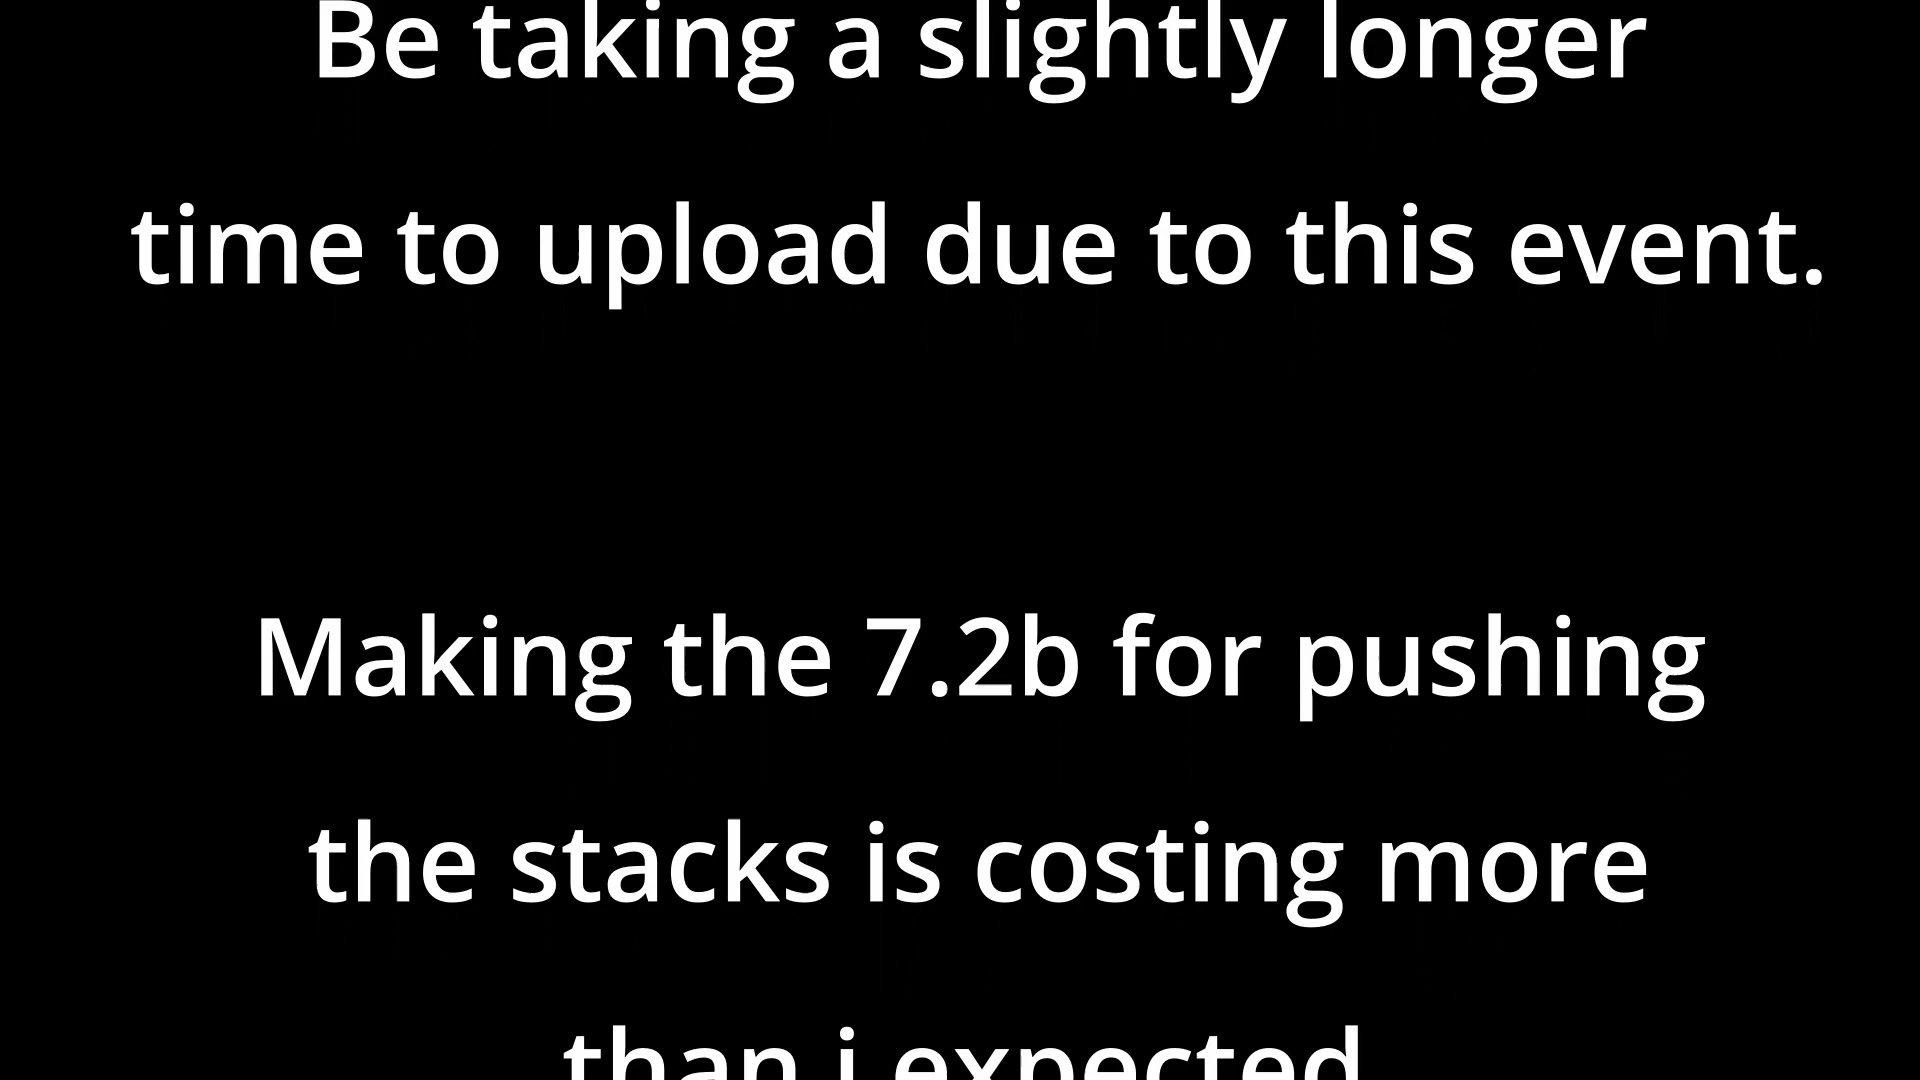 Be taking a slightly longer
time to upload due to this event.
Making the 7.2b for pushing
the stacks is costing more
than i expected